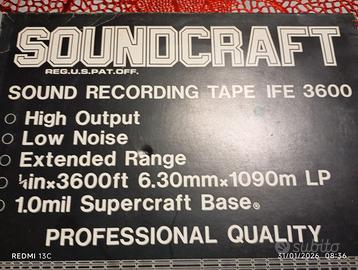 SOUNDCRAFT
REG.U.S.PAT.OFF.
SOUND RECORDING TAPE IFE 3600
High Output
Low Noise
Extended Range
¼in×3600ft 6.30mm×1090m LP
1.0mil Supercraft Base®
PROFESSIONAL QUALITY
subito
REDMI 13C
31/01/2026 08:36